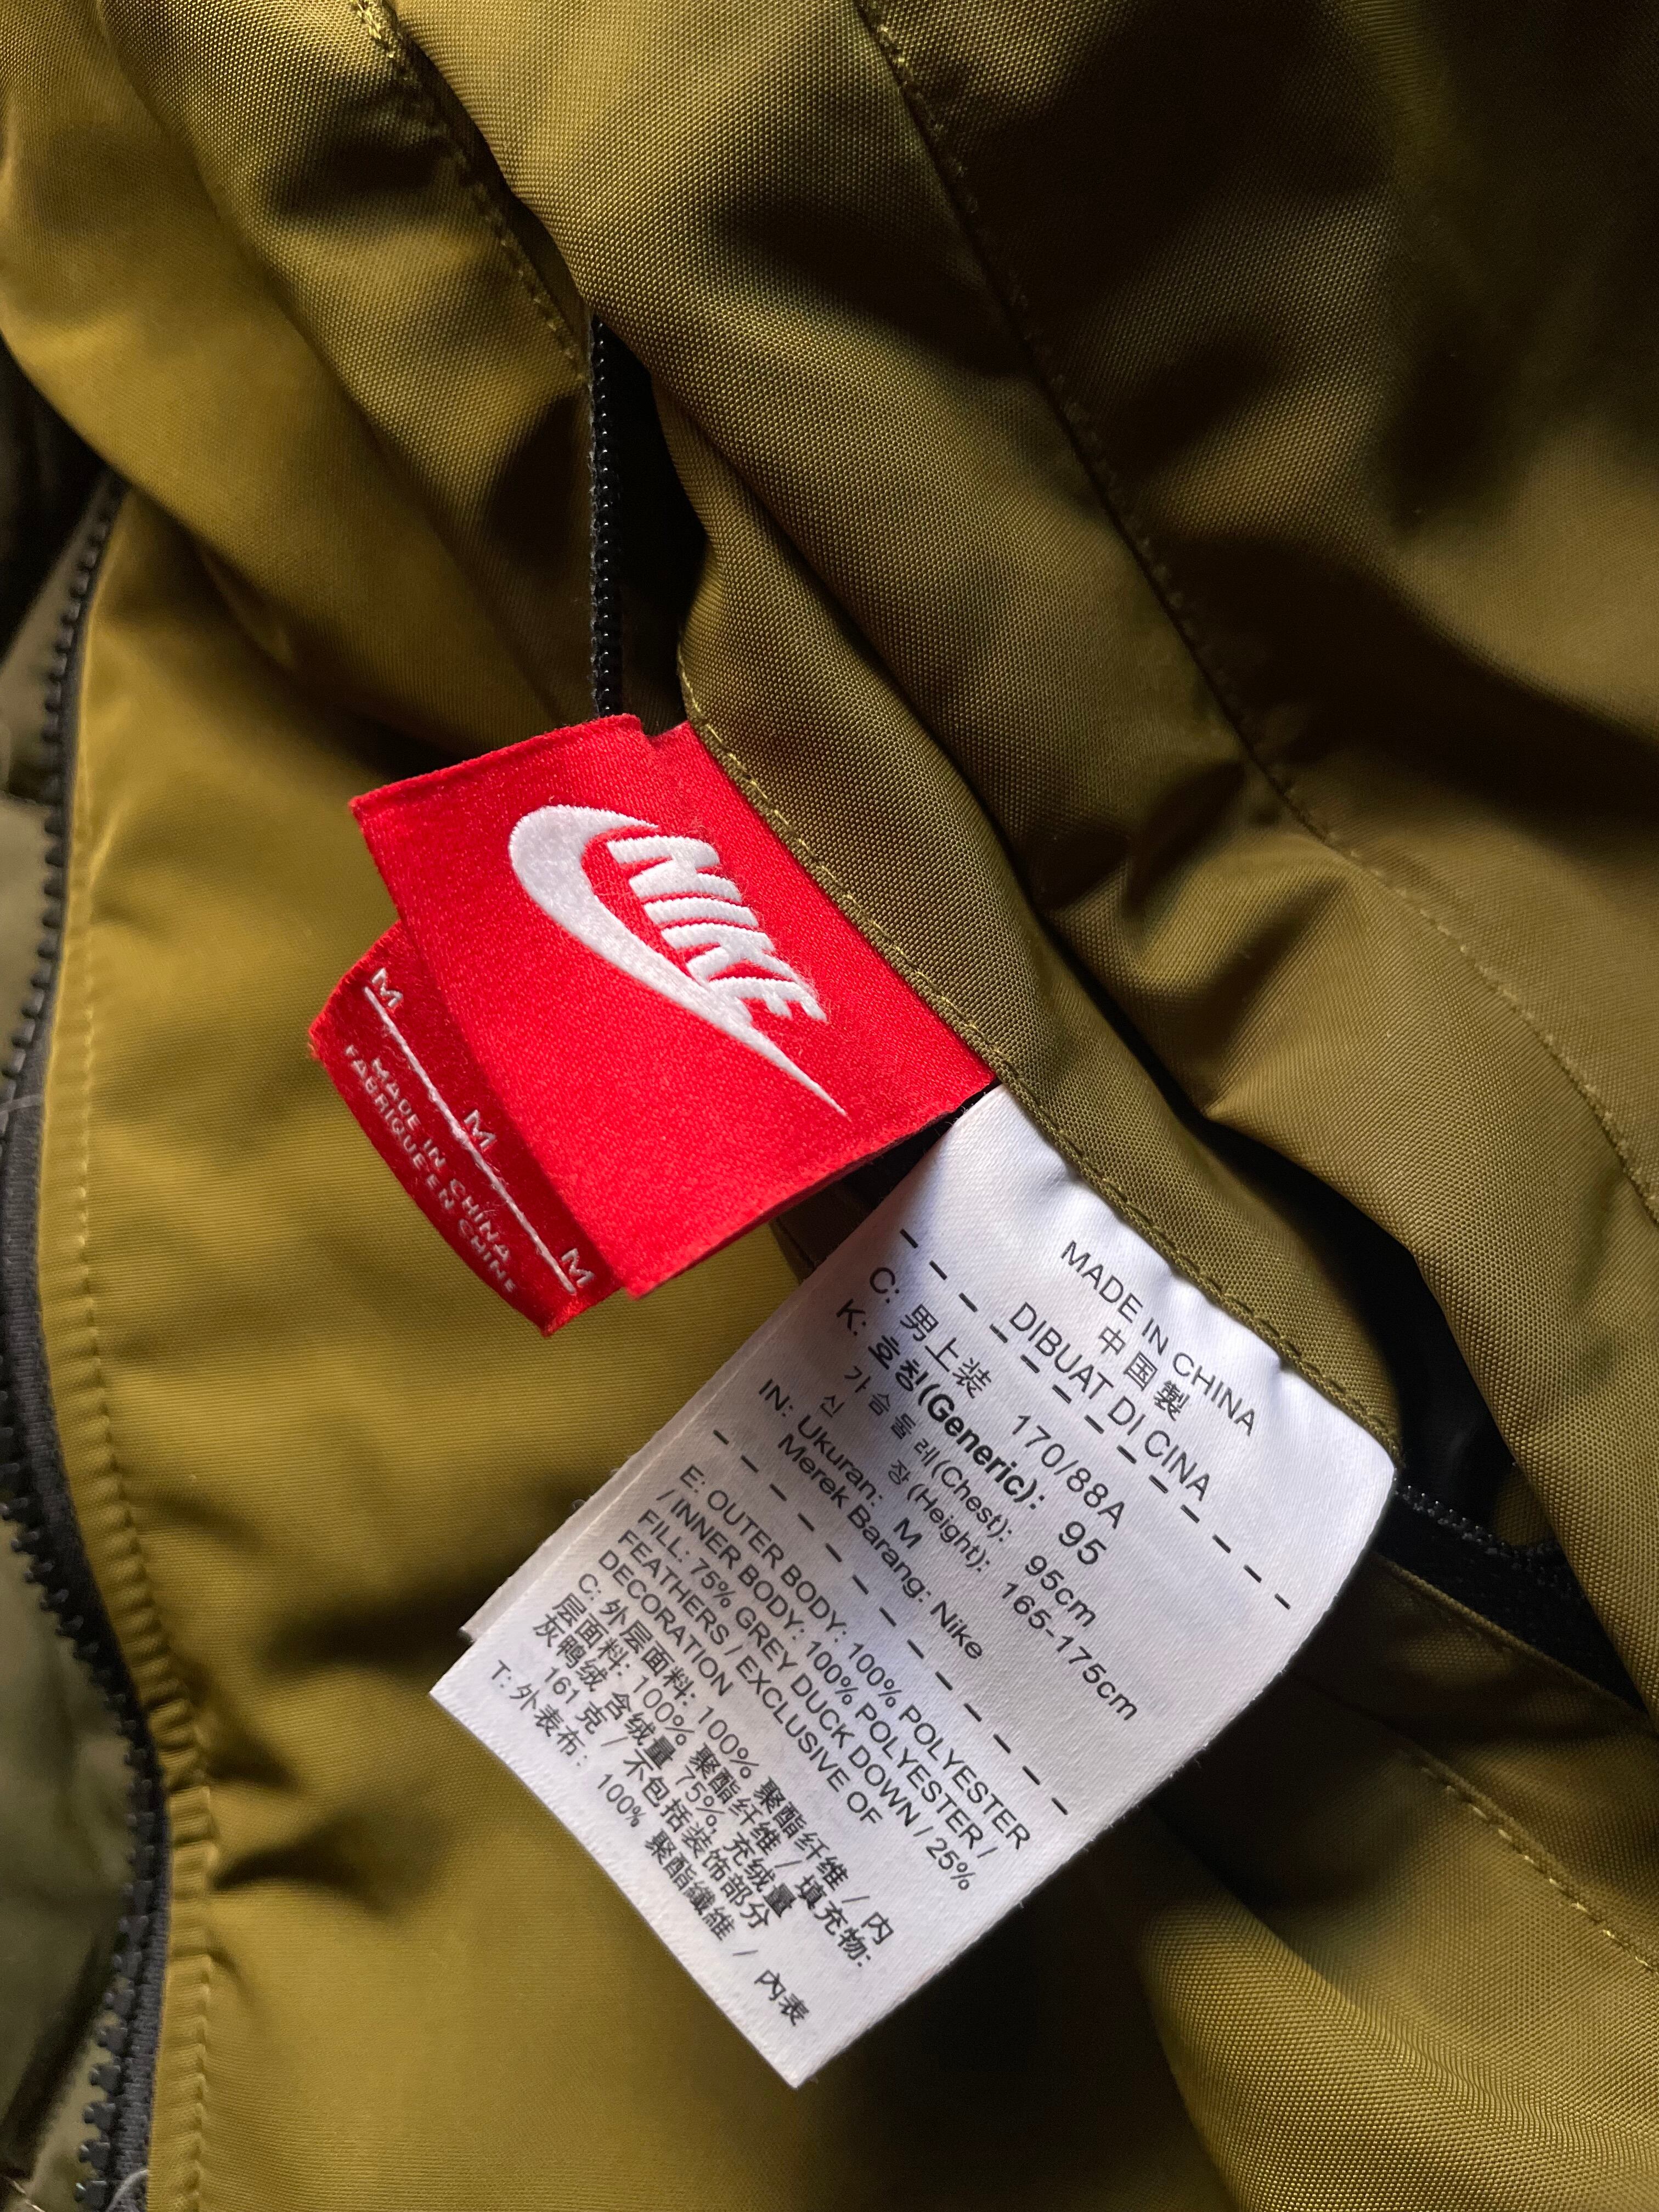 NIKE
M M M
MADE IN CHINA
FABRIQUE EN CHINE
MADE IN CHINA
中国製
DIBUAT DI CINA
C: 男上装 170/88A
K: 호칭(Generic): 95
가슴둘레(Chest): 95cm
신 장(Height): 165-175cm
IN: Ukuran: M
Merek Barang: Nike
E: OUTER BODY: 100% POLYESTER
/ INNER BODY: 100% POLYESTER /
FILL: 75% GREY DUCK DOWN / 25%
FEATHERS / EXCLUSIVE OF
DECORATION
C: 外层面料: 100% 聚酯纤维 / 内
层面料: 100% 聚酯纤维 / 填充物:
灰鸭绒 含绒量 75%, 充绒量
161 克 / 不包括装饰部分
T: 外表布: 100% 聚酯纖維 / 內表